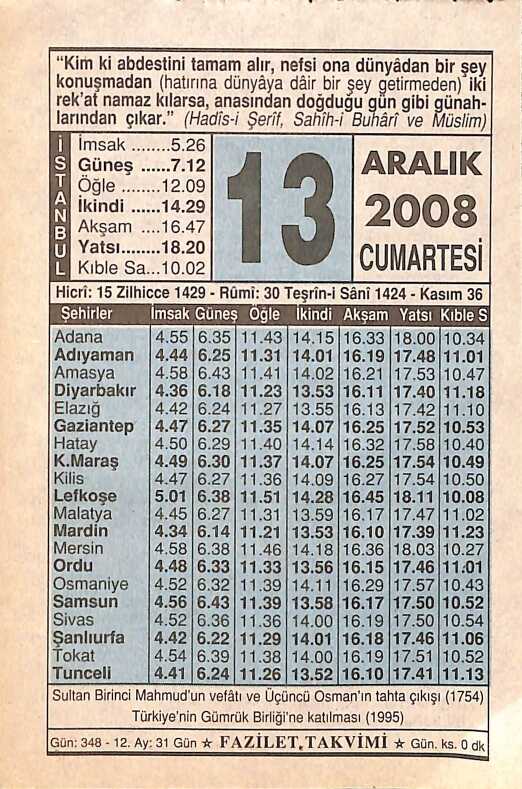 “Kim ki abdestini tamam alır, nefsi ona dünyâdan bir şey
konuşmadan (hatırına dünyâya dâir bir şey getirmeden) iki
rek'at namaz kılarsa, anasından doğduğu gün gibi günah-
larından çıkar.” (Hadîs-i Şerîf, Sahîh-i Buhârî ve Müslim)
İSTANBUL
İmsak ........5.26
Güneş ......7.12
Öğle ........12.09
İkindi ......14.29
Akşam ....16.47
Yatsı......18.20
Kıble Sa...10.02
13
ARALIK
2008
CUMARTESİ
Hicrî: 15 Zilhicce 1429 - Rûmî: 30 Teşrîn-i Sânî 1424 - Kasım 36
Şehirler İmsak Güneş Öğle İkindi Akşam Yatsı Kıble S
Adana 4.55 6.35 11.43 14.15 16.33 18.00 10.34
Adıyaman 4.44 6.25 11.31 14.01 16.19 17.48 11.01
Amasya 4.58 6.43 11.41 14.02 16.21 17.53 10.47
Diyarbakır 4.36 6.18 11.23 13.53 16.11 17.40 11.18
Elazığ 4.42 6.24 11.27 13.55 16.13 17.42 11.10
Gaziantep 4.47 6.27 11.35 14.07 16.25 17.52 10.53
Hatay 4.50 6.29 11.40 14.14 16.32 17.58 10.40
K.Maraş 4.49 6.30 11.37 14.07 16.25 17.54 10.49
Kilis 4.47 6.27 11.36 14.09 16.27 17.54 10.50
Lefkoşe 5.01 6.38 11.51 14.28 16.45 18.11 10.08
Malatya 4.45 6.27 11.31 13.59 16.17 17.47 11.02
Mardin 4.34 6.14 11.21 13.53 16.10 17.39 11.23
Mersin 4.58 6.38 11.46 14.18 16.36 18.03 10.27
Ordu 4.48 6.33 11.33 13.56 16.15 17.46 11.01
Osmaniye 4.52 6.32 11.39 14.11 16.29 17.57 10.43
Samsun 4.56 6.43 11.39 13.58 16.17 17.50 10.52
Sivas 4.52 6.36 11.36 14.00 16.19 17.50 10.54
Şanlıurfa 4.42 6.22 11.29 14.01 16.18 17.46 11.06
Tokat 4.54 6.39 11.38 14.00 16.19 17.51 10.52
Tunceli 4.41 6.24 11.26 13.52 16.10 17.41 11.13
Sultan Birinci Mahmud'un vefâtı ve Üçüncü Osman'ın tahta çıkışı (1754)
Türkiye'nin Gümrük Birliği'ne katılması (1995)
Gün: 348 - 12. Ay: 31 Gün ☆ FAZİLET TAKVİMİ ☆ Gün. ks. 0 dk